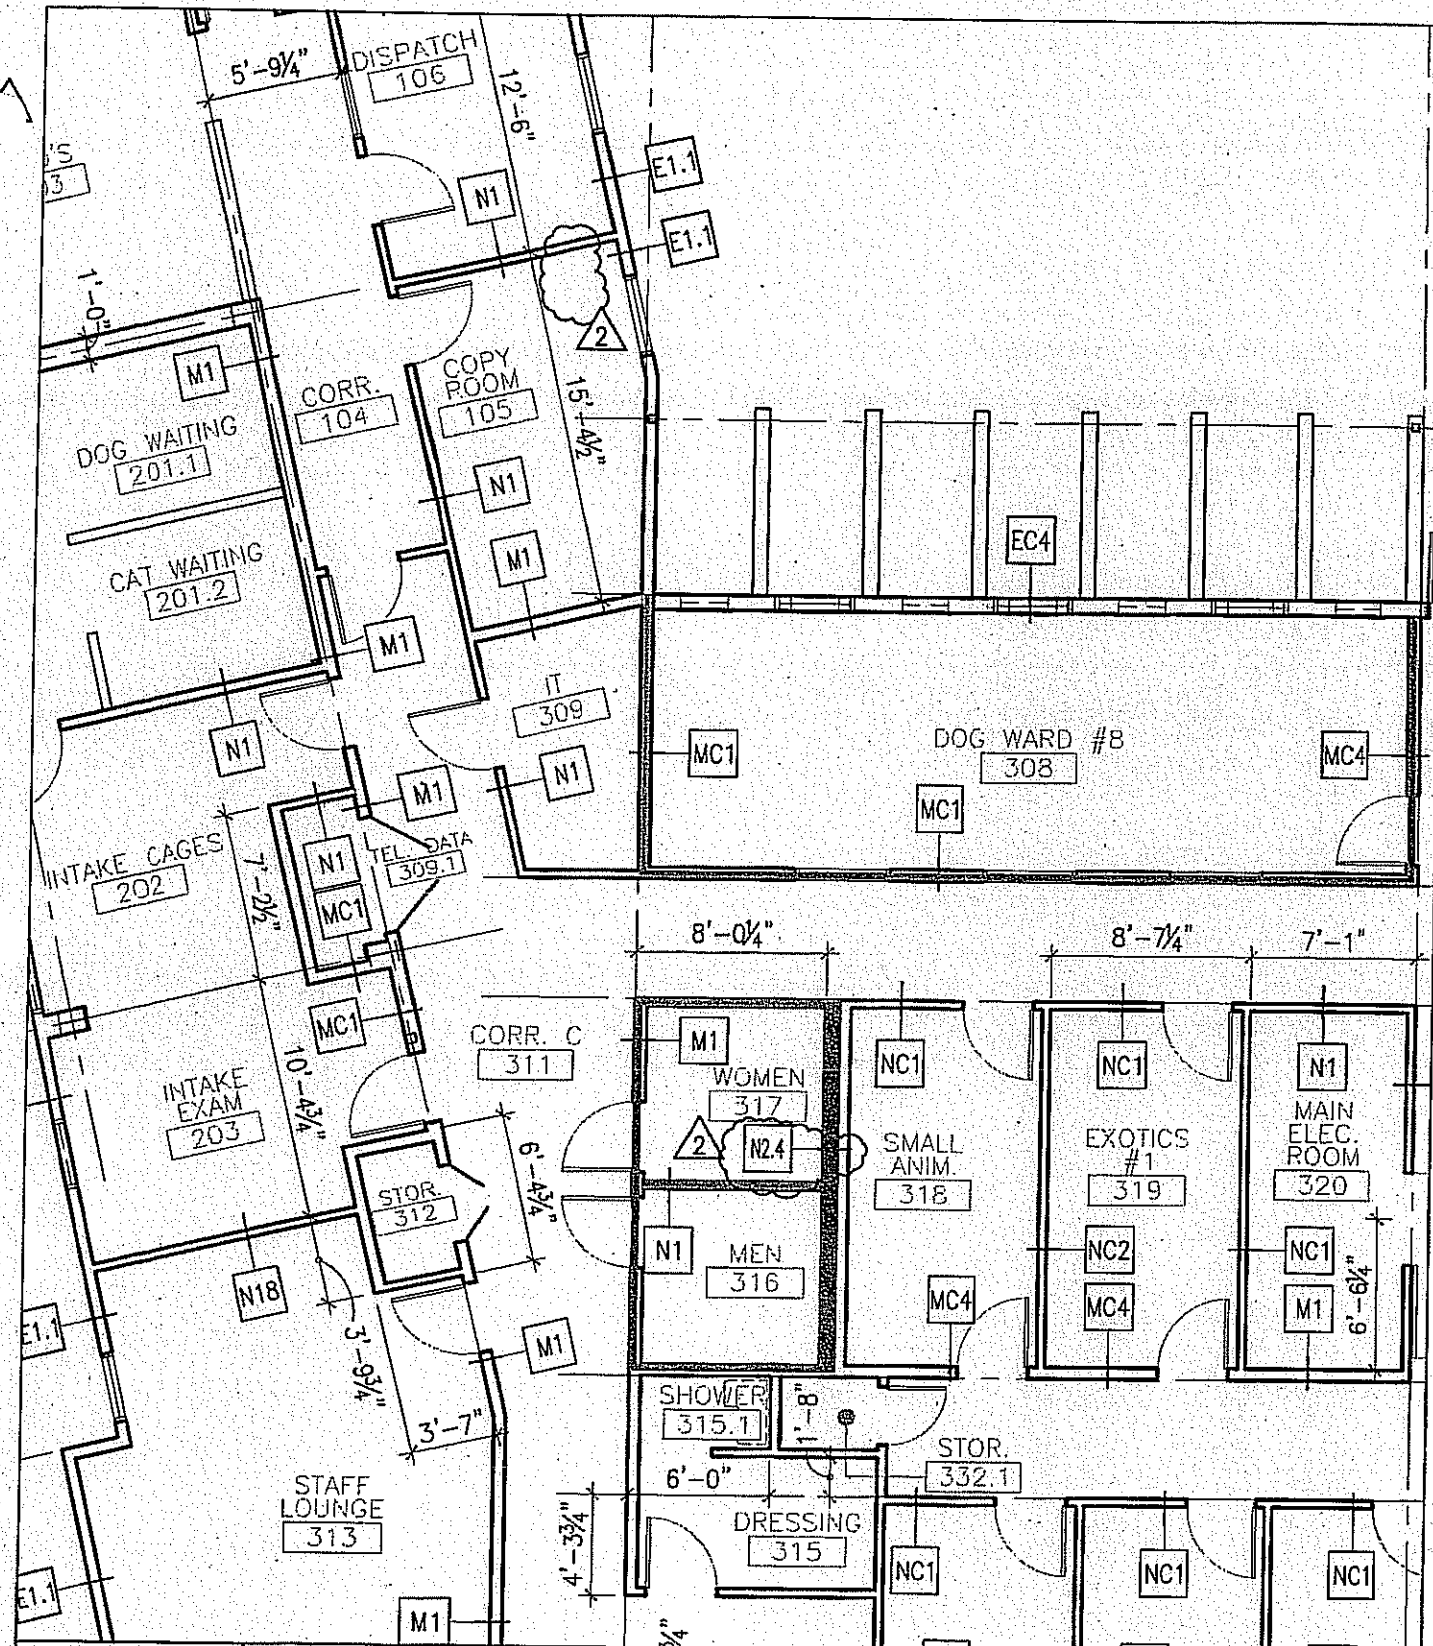 DISPATCH
106
5'-9¼"
12'-6"
'S
E1.1
N1
E1.1
1'-0"
2
M1
CORR.
104
COPY
ROOM
105
15'-4½"
DOG WAITING
201.1
N1
M1
EC4
CAT WAITING
201.2
M1
IT
309
N1
N1
DOG WARD #8
308
MC1
MC4
MC1
M1
INTAKE CAGES
202
7'-2½"
N1
MC1
TEL DATA
309.1
8'-0¼"
8'-7¼"
7'-1"
MC1
CORR. C
311
M1
WOMEN
317
NC1
NC1
N1
INTAKE
EXAM
203
10'-4¾"
2
N2.4
SMALL
ANIM.
318
EXOTICS
#1
319
MAIN
ELEC.
ROOM
320
STOR.
312
6'-4¾"
N1
MEN
316
NC2
NC1
N18
MC4
MC4
M1
6'-6¼"
E1.1
3'-9¾"
M1
3'-7"
SHOWER
315.1
1'-8"
STOR.
332.1
6'-0"
STAFF
LOUNGE
313
4'-3¾"
DRESSING
315
NC1
NC1
NC1
E1.1
M1